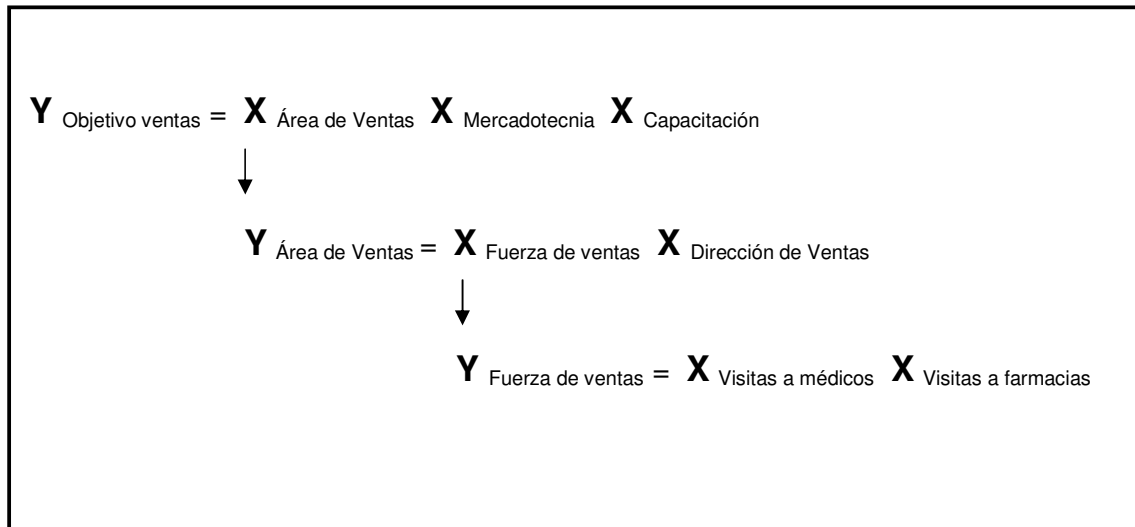 Y Objetivo ventas = X Área de Ventas X Mercadotecnia X Capacitación
Y Área de Ventas = X Fuerza de ventas X Dirección de Ventas
Y Fuerza de ventas = X Visitas a médicos X Visitas a farmacias